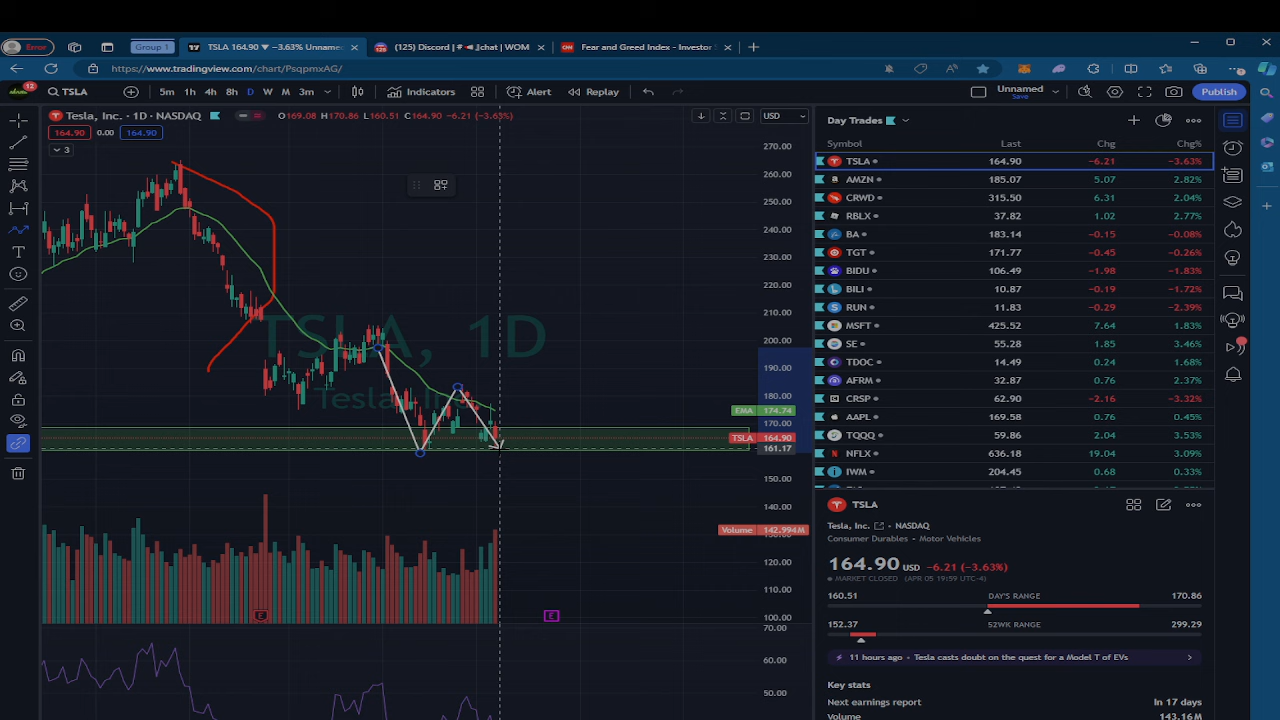 Error
Group 1
TSLA 164.90 ▼ −3.63% Unname
(125) Discord | # jchat | WOM
Fear and Greed Index - Investor
https://www.tradingview.com/chart/PsqpmxAG/
12
TSLA
5m 1h 4h 8h D W M 3m
Indicators
Alert
Replay
Unnamed
Save
Publish
Tesla, Inc. · 1D · NASDAQ
O169.08 H170.86 L160.51 C164.90 −6.21 (−3.63%)
USD
164.90 0.00 164.90
3
270.00
260.00
250.00
240.00
230.00
220.00
210.00
200.00
190.00
180.00
EMA 174.74
170.00
TSLA 164.90
161.17
150.00
140.00
Volume 142.994M
120.00
110.00
100.00
70.00
60.00
50.00
TSLA, 1D
E
E
Day Trades
Symbol Last Chg Chg%
TSLA 164.90 −6.21 −3.63%
AMZN 185.07 5.07 2.82%
CRWD 315.50 6.31 2.04%
RBLX 37.82 1.02 2.77%
BA 183.14 −0.15 −0.08%
TGT 171.77 −0.45 −0.26%
BIDU 106.49 −1.98 −1.83%
BILI 10.87 −0.19 −1.72%
RUN 11.83 −0.29 −2.39%
MSFT 425.52 7.64 1.83%
SE 55.28 1.85 3.46%
TDOC 14.49 0.24 1.68%
AFRM 32.87 0.76 2.37%
CRSP 62.90 −2.16 −3.32%
AAPL 169.58 0.76 0.45%
TQQQ 59.86 2.04 3.53%
NFLX 636.18 19.04 3.09%
IWM 204.45 0.68 0.33%
TSLA
Tesla, Inc. · NASDAQ
Consumer Durables · Motor Vehicles
164.90 USD −6.21 (−3.63%)
MARKET CLOSED (APR 05 19:59 UTC-4)
160.51 DAY'S RANGE 170.86
152.37 52WK RANGE 299.29
11 hours ago · Tesla casts doubt on the quest for a Model T of EVs
Key stats
Next earnings report In 17 days
Volume 143.16M